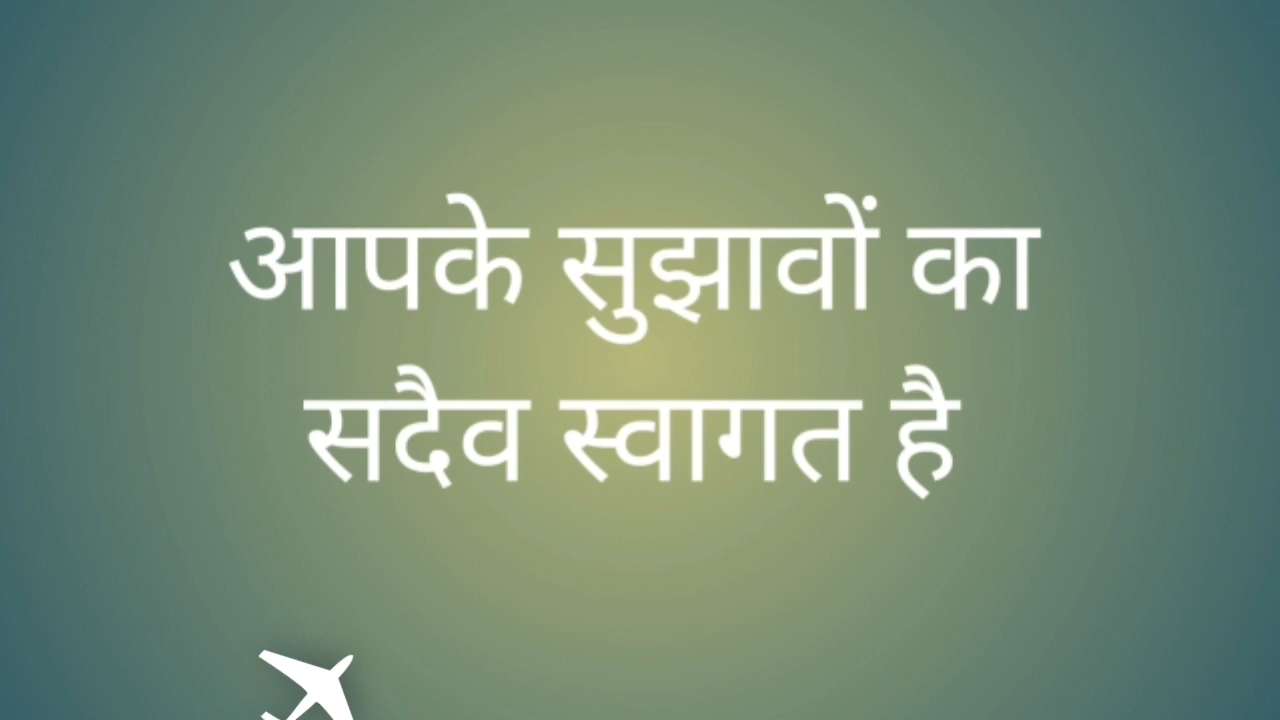 आपके सुझावों का
सदैव स्वागत है